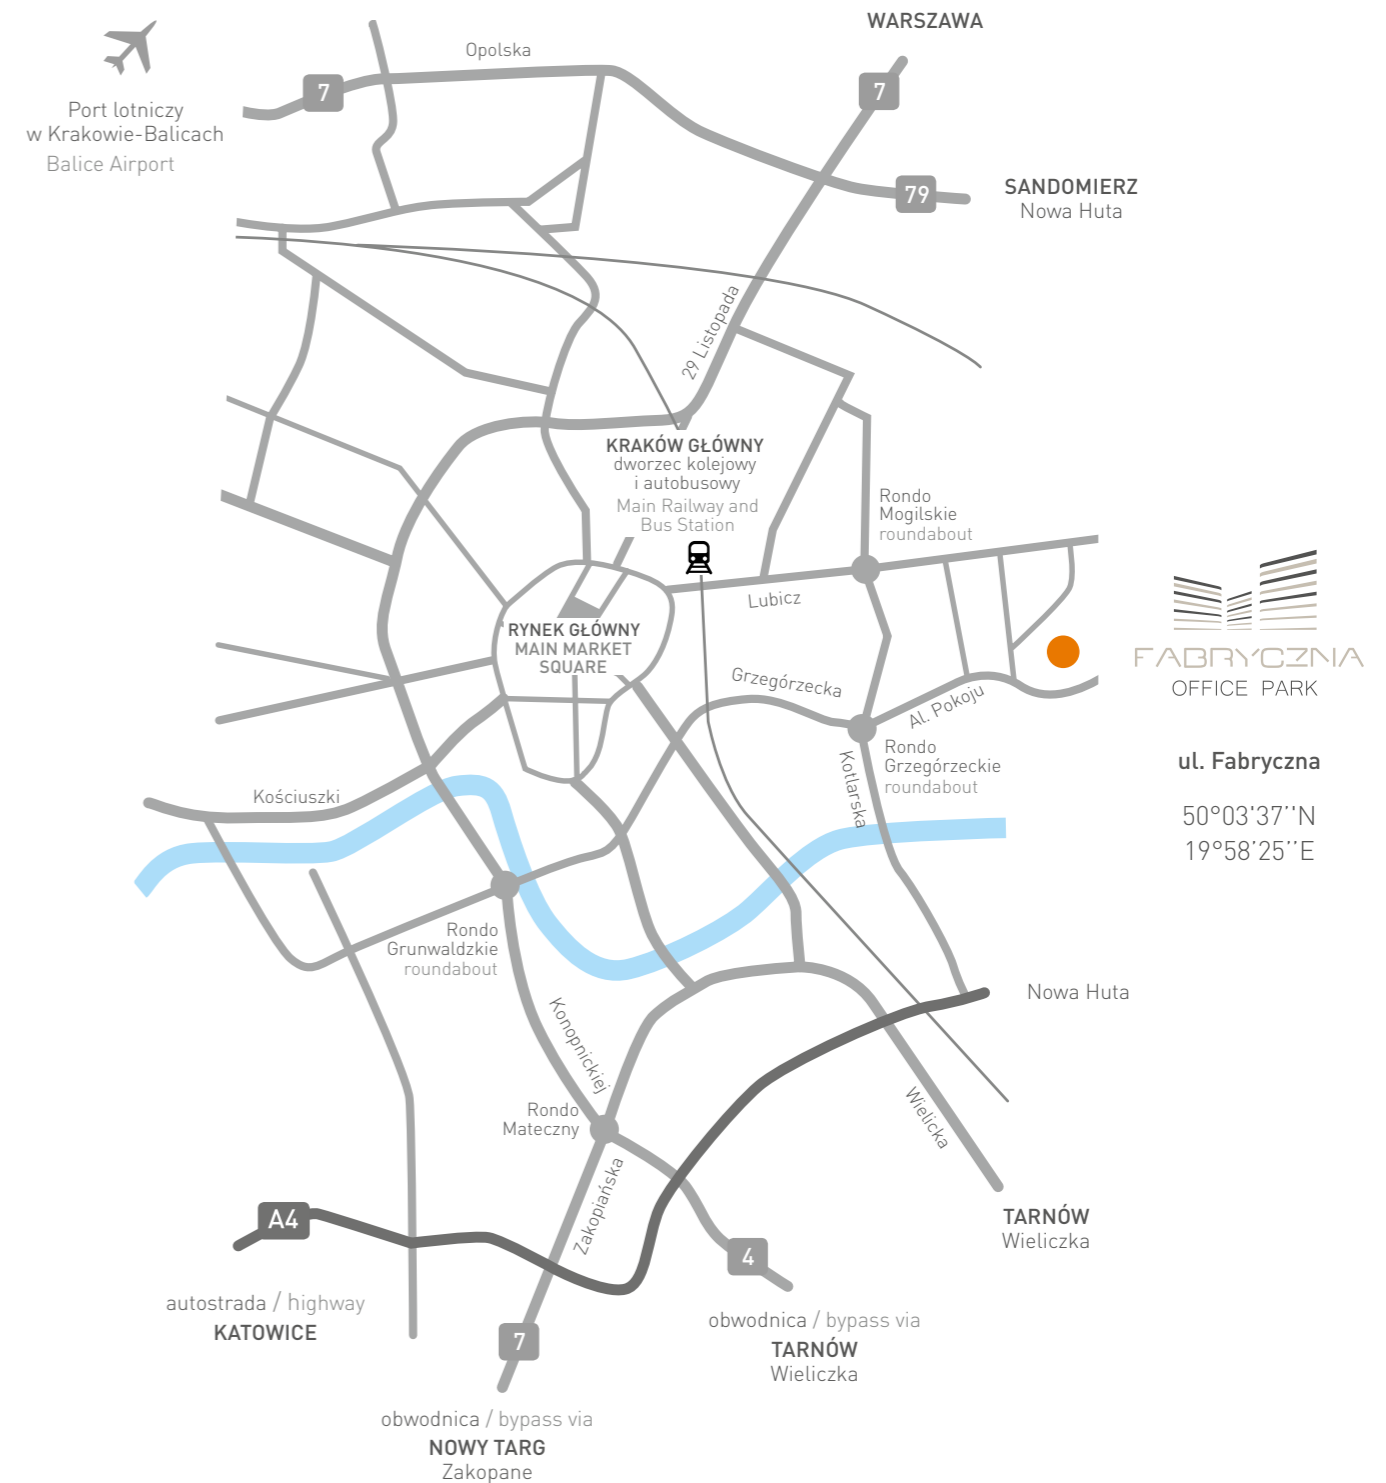 WARSZAWA
Opolska
7
7
Port lotniczy
w Krakowie-Balicach
Balice Airport
79
SANDOMIERZ
Nowa Huta
29 Listopada
KRAKÓW GŁÓWNY
dworzec kolejowy
i autobusowy
Main Railway and
Bus Station
Rondo
Mogilskie
roundabout
Lubicz
RYNEK GŁÓWNY
MAIN MARKET
SQUARE
Grzegórzecka
Al. Pokoju
FABRYCZNA
OFFICE PARK
Rondo
Grzegórzeckie
roundabout
Kotlarska
ul. Fabryczna
50°03'37''N
19°58'25''E
Kościuszki
Rondo
Grunwaldzkie
roundabout
Nowa Huta
Konopnickiej
Rondo
Mateczny
Wielicka
Zakopiańska
A4
TARNÓW
Wieliczka
4
autostrada / highway
KATOWICE
obwodnica / bypass via
TARNÓW
Wieliczka
7
obwodnica / bypass via
NOWY TARG
Zakopane